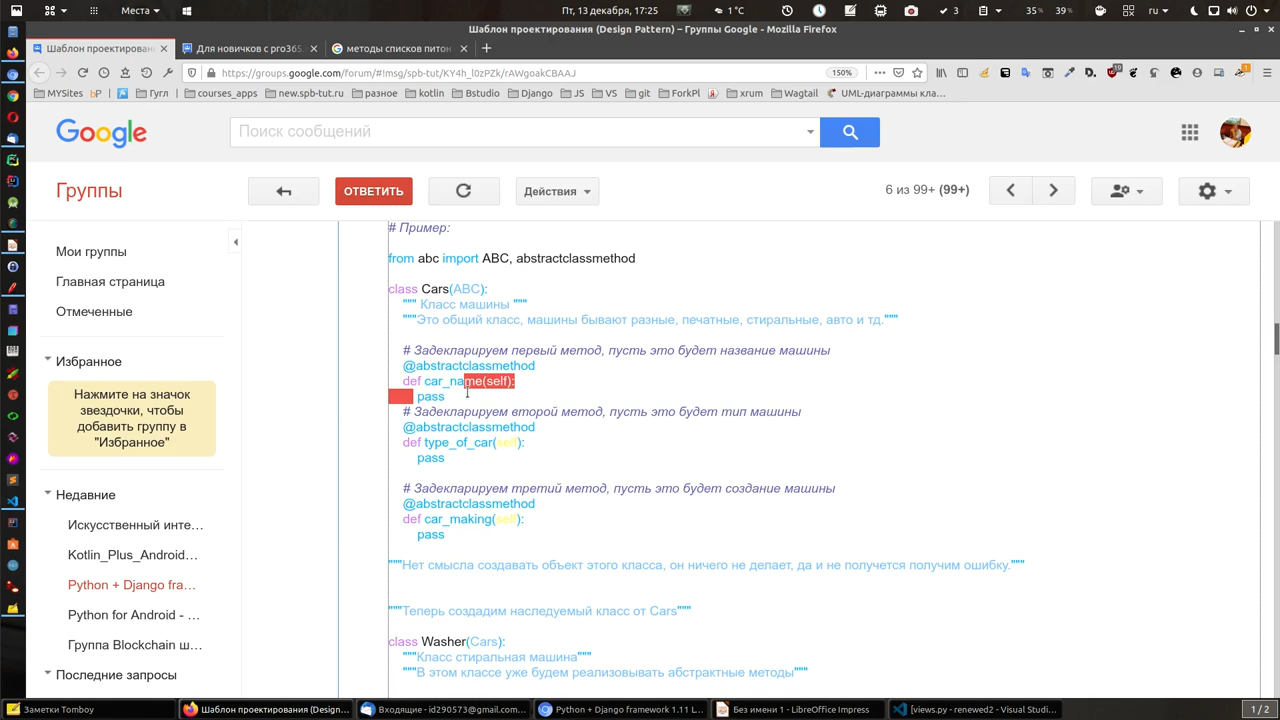 Места
Пт, 13 декабря, 17:25
1 °C
3
35%
39%
ru
Шаблон проектирования (Design Pattern) – Группы Google - Mozilla Firefox
Шаблон проектирован
Для новичков с pro365
методы списков питон
https://groups.google.com/forum/#!msg/spb-tut/KY4h_l0zPZk/rAWgoakCBAAJ
150%
MYSites
bP
Гугл
courses_apps
new.spb-tut.ru
разное
kotlin
Bstudio
Django
JS
VS
git
ForkPl
xrum
Wagtail
UML-диаграммы кла…
Google
Поиск сообщений
Группы
ОТВЕТИТЬ
Действия
6 из 99+ (99+)
Мои группы
Главная страница
Отмеченные
Избранное
Нажмите на значок
звездочки, чтобы
добавить группу в
"Избранное"
Недавние
Искусственный инте…
Kotlin_Plus_Android…
Python + Django fra…
Python for Android - …
Группа Blockchain ш…
Последние запросы
# Пример:
from abc import ABC, abstractclassmethod
class Cars(ABC):
""" Класс машины """
"""Это общий класс, машины бывают разные, печатные, стиральные, авто и тд."""
# Задекларируем первый метод, пусть это будет название машины
@abstractclassmethod
def car_name(self):
pass
# Задекларируем второй метод, пусть это будет тип машины
@abstractclassmethod
def type_of_car(self):
pass
# Задекларируем третий метод, пусть это будет создание машины
@abstractclassmethod
def car_making(self):
pass
"""Нет смысла создавать объект этого класса, он ничего не делает, да и не получется получим ошибку."""
"""Теперь создадим наследуемый класс от Cars"""
class Washer(Cars):
"""Класс стиральная машина"""
"""В этом классе уже будем реализовывать абстрактные методы"""
Заметки Tomboy
Шаблон проектирования (Design…
Входящие - id290573@gmail.com…
Python + Django framework 1.11 L…
Без имени 1 - LibreOffice Impress
[views.py - renewed2 - Visual Studi…
1 / 2